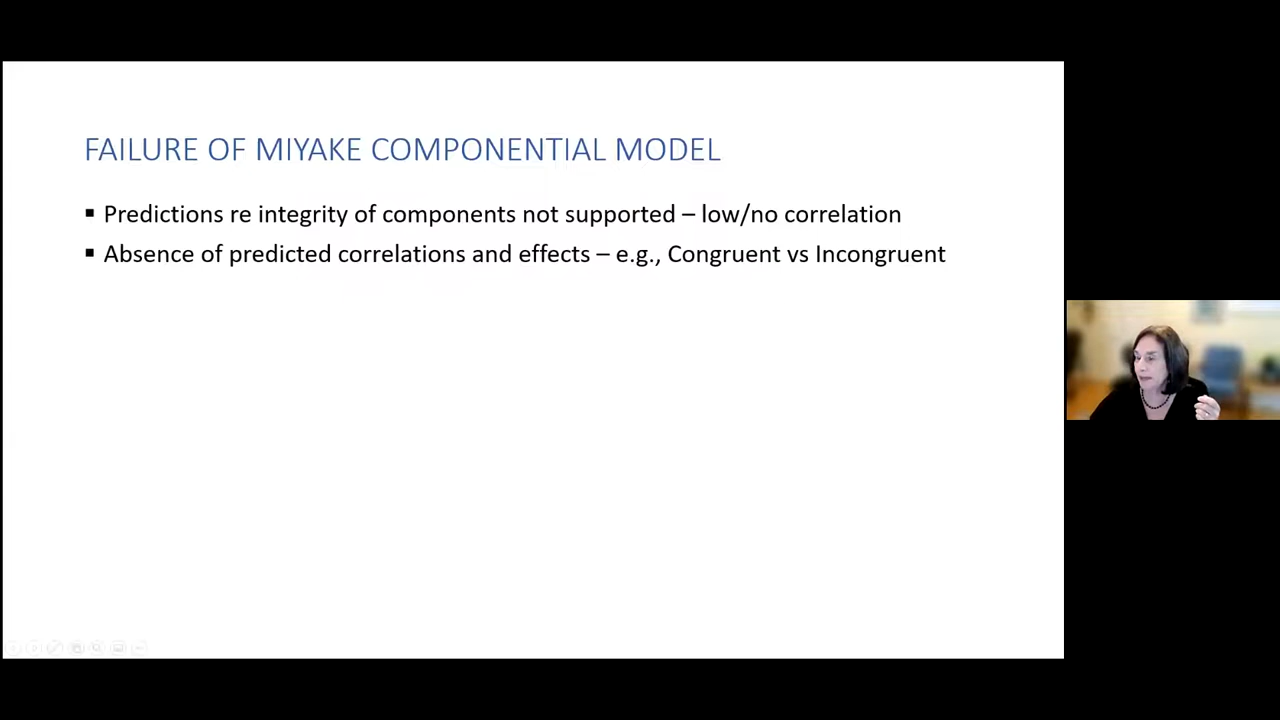 FAILURE OF MIYAKE COMPONENTIAL MODEL
▪ Predictions re integrity of components not supported – low/no correlation
▪ Absence of predicted correlations and effects – e.g., Congruent vs Incongruent